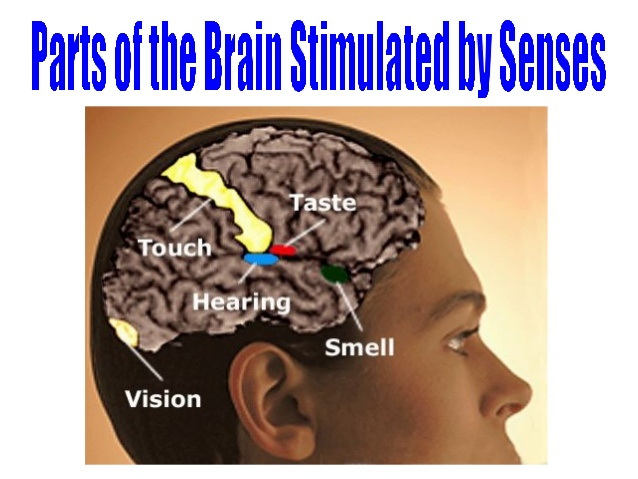 Parts of the Brain Stimulated by Senses
Taste
Touch
Hearing
Smell
Vision